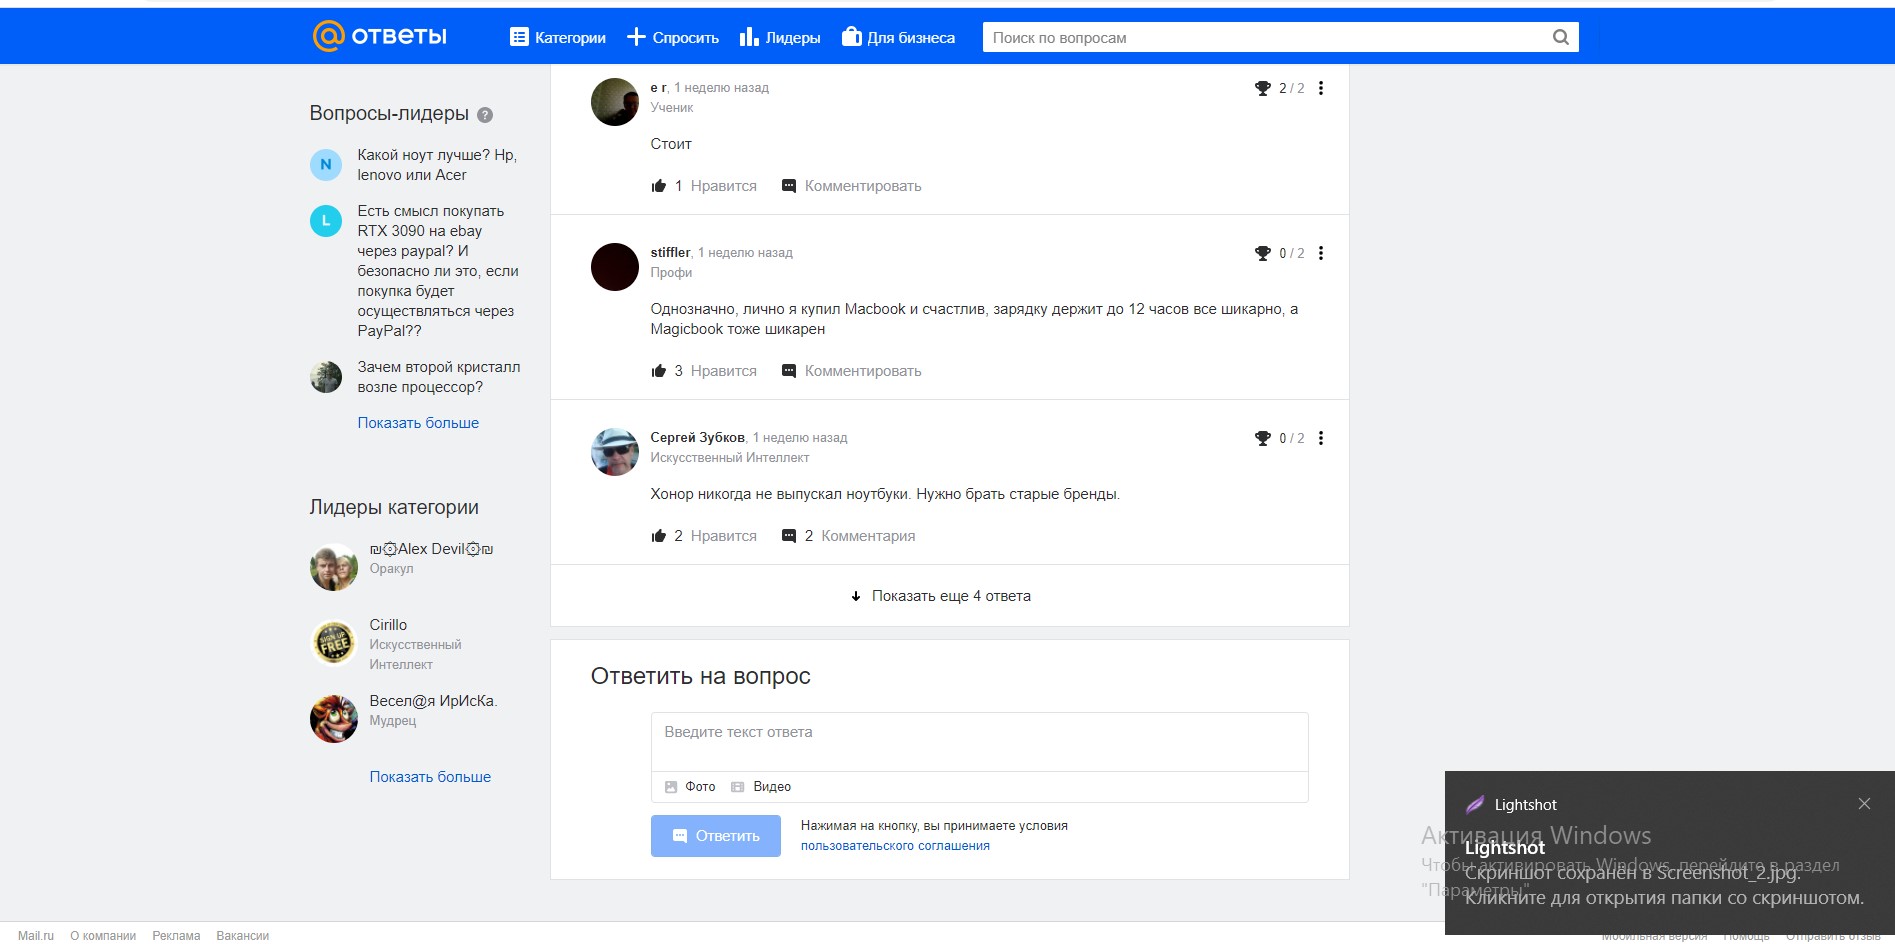 ответы
Категории
Спросить
Лидеры
Для бизнеса
Поиск по вопросам
Вопросы-лидеры ?
N
Какой ноут лучше? Hp,
lenovo или Acer
L
Есть смысл покупать
RTX 3090 на ebay
через paypal? И
безопасно ли это, если
покупка будет
осуществляться через
PayPal??
Зачем второй кристалл
возле процессор?
Показать больше
Лидеры категории
₪۞Alex Devil۞₪
Оракул
SIGN UP
FREE
Cirillo
Искусственный
Интеллект
Весел@я ИрИсКа.
Мудрец
Показать больше
e r, 1 неделю назад
2 / 2
Ученик
Стоит
1 Нравится
Комментировать
stiffler, 1 неделю назад
0 / 2
Профи
Однозначно, лично я купил Macbook и счастлив, зарядку держит до 12 часов все шикарно, а
Magicbook тоже шикарен
3 Нравится
Комментировать
Сергей Зубков, 1 неделю назад
0 / 2
Искусственный Интеллект
Хонор никогда не выпускал ноутбуки. Нужно брать старые бренды.
2 Нравится
2 Комментария
Показать еще 4 ответа
Ответить на вопрос
Введите текст ответа
Фото
Видео
Ответить
Нажимая на кнопку, вы принимаете условия
пользовательского соглашения
Lightshot
Активация Windows
Lightshot
Чтобы активировать Windows, перейдите в раздел
Скриншот сохранен в Screenshot_2.jpg.
"Параметры"
Кликните для открытия папки со скриншотом.
Mail.ru
О компании
Реклама
Вакансии
Мобильная версия
Помощь
Отправить отзыв